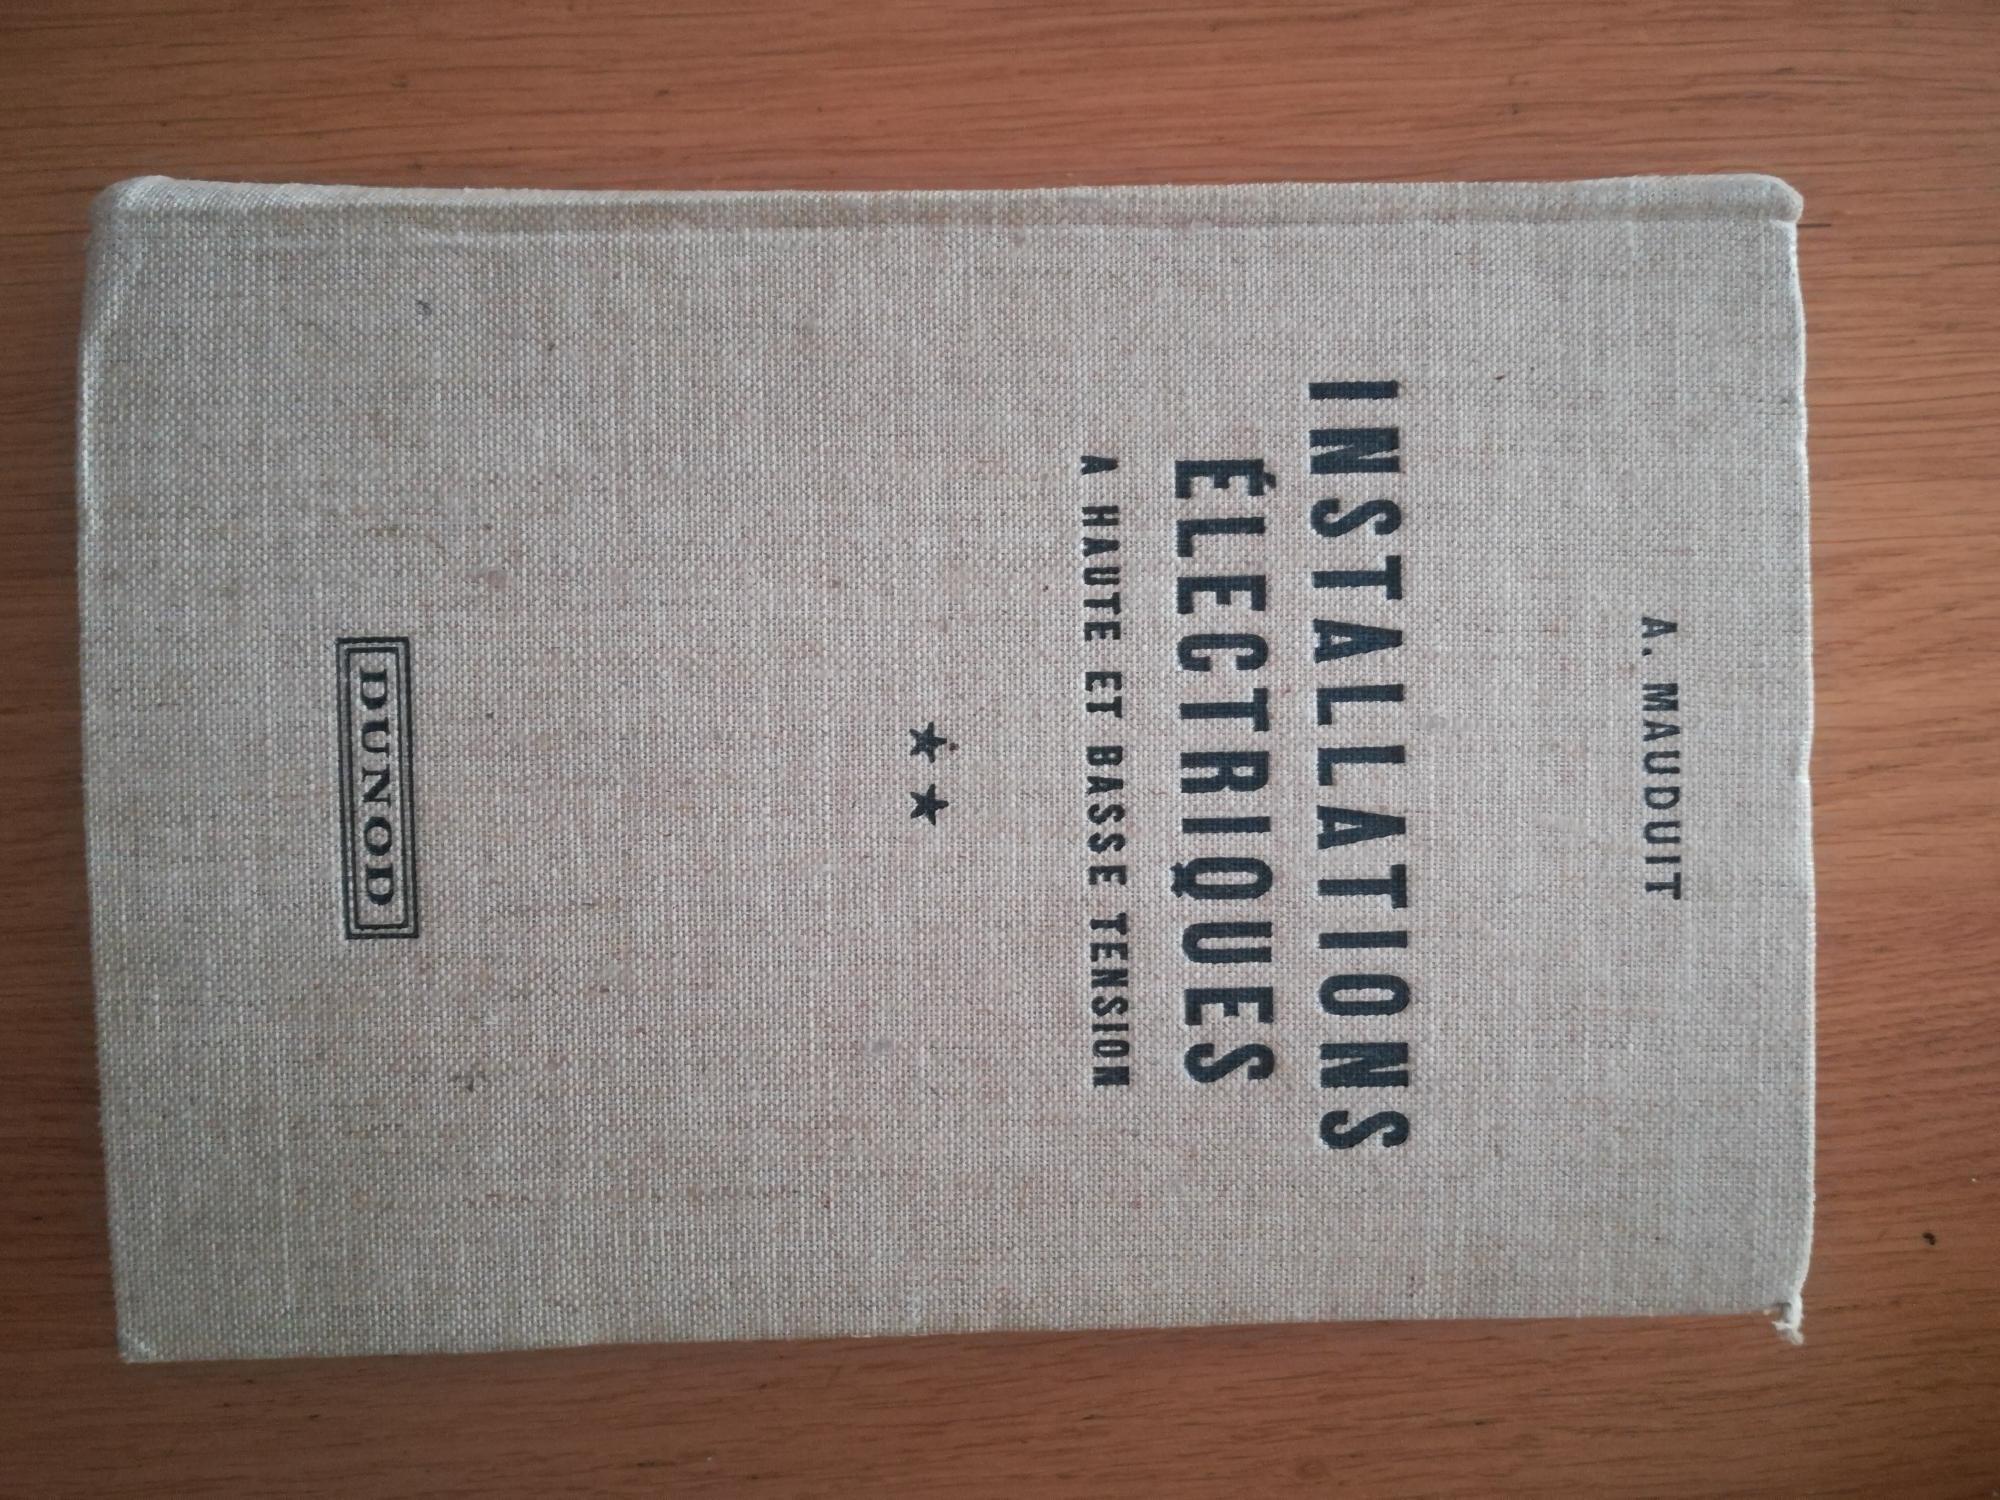 A. MAUDUIT
INSTALLATIONS
ÉLECTRIQUES
A HAUTE ET BASSE TENSION
★★
DUNOD